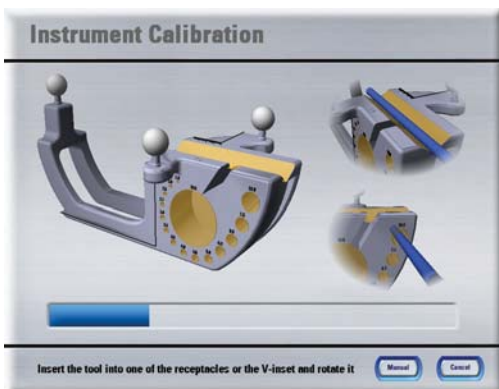 Instrument Calibration
Insert the tool into one of the receptacles or the V-inset and rotate it
Manual
Cancel